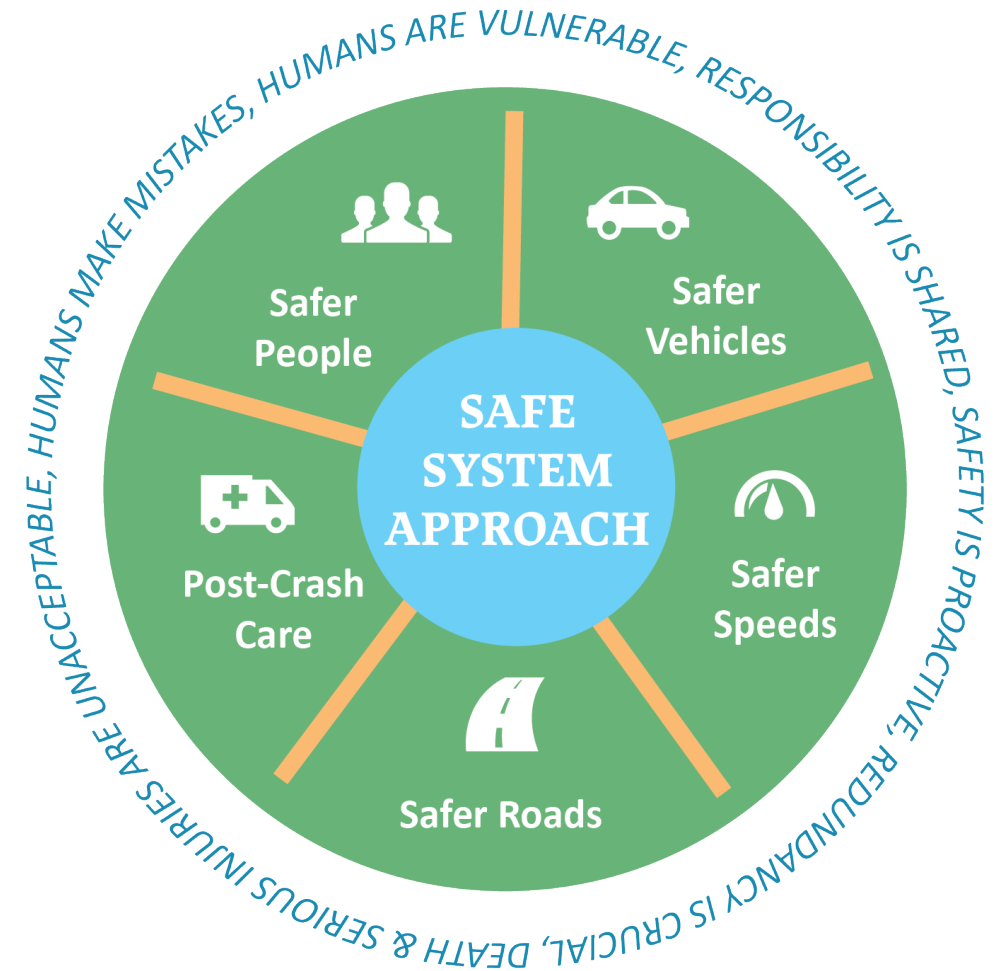 HUMANS MAKE MISTAKES, HUMANS ARE VULNERABLE, RESPONSIBILITY IS SHARED, SAFETY IS PROACTIVE, REDUNDANCY IS CRUCIAL, DEATH & SERIOUS INJURIES ARE UNACCEPTABLE,
Safer
People
Safer
Vehicles
SAFE
SYSTEM
APPROACH
Post-Crash
Care
Safer
Speeds
Safer Roads